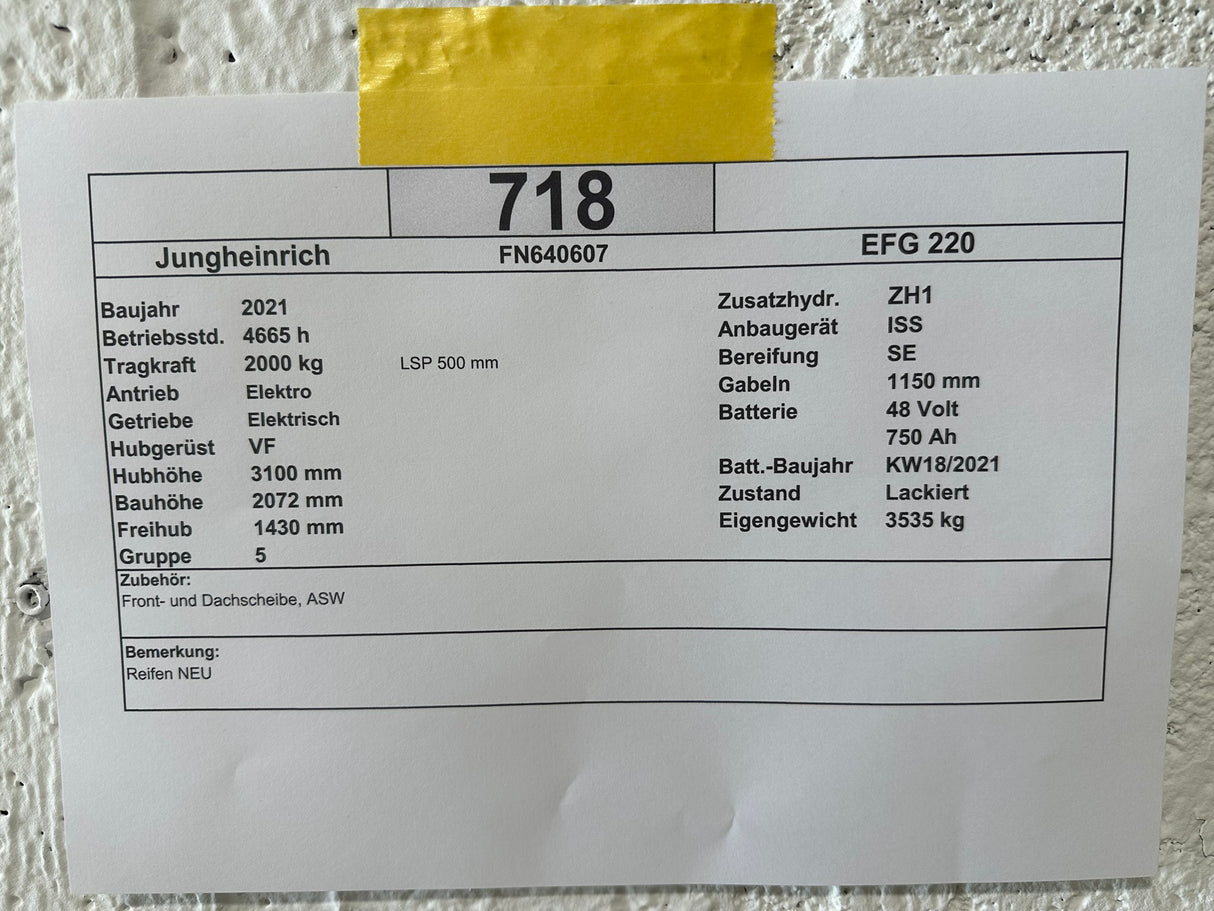 718
Jungheinrich FN640607 EFG 220
Baujahr 2021
Betriebsstd. 4665 h
Tragkraft 2000 kg LSP 500 mm
Antrieb Elektro
Getriebe Elektrisch
Hubgerüst VF
Hubhöhe 3100 mm
Bauhöhe 2072 mm
Freihub 1430 mm
Gruppe 5
Zusatzhydr. ZH1
Anbaugerät ISS
Bereifung SE
Gabeln 1150 mm
Batterie 48 Volt
750 Ah
Batt.-Baujahr KW18/2021
Zustand Lackiert
Eigengewicht 3535 kg
Zubehör:
Front- und Dachscheibe, ASW
Bemerkung:
Reifen NEU